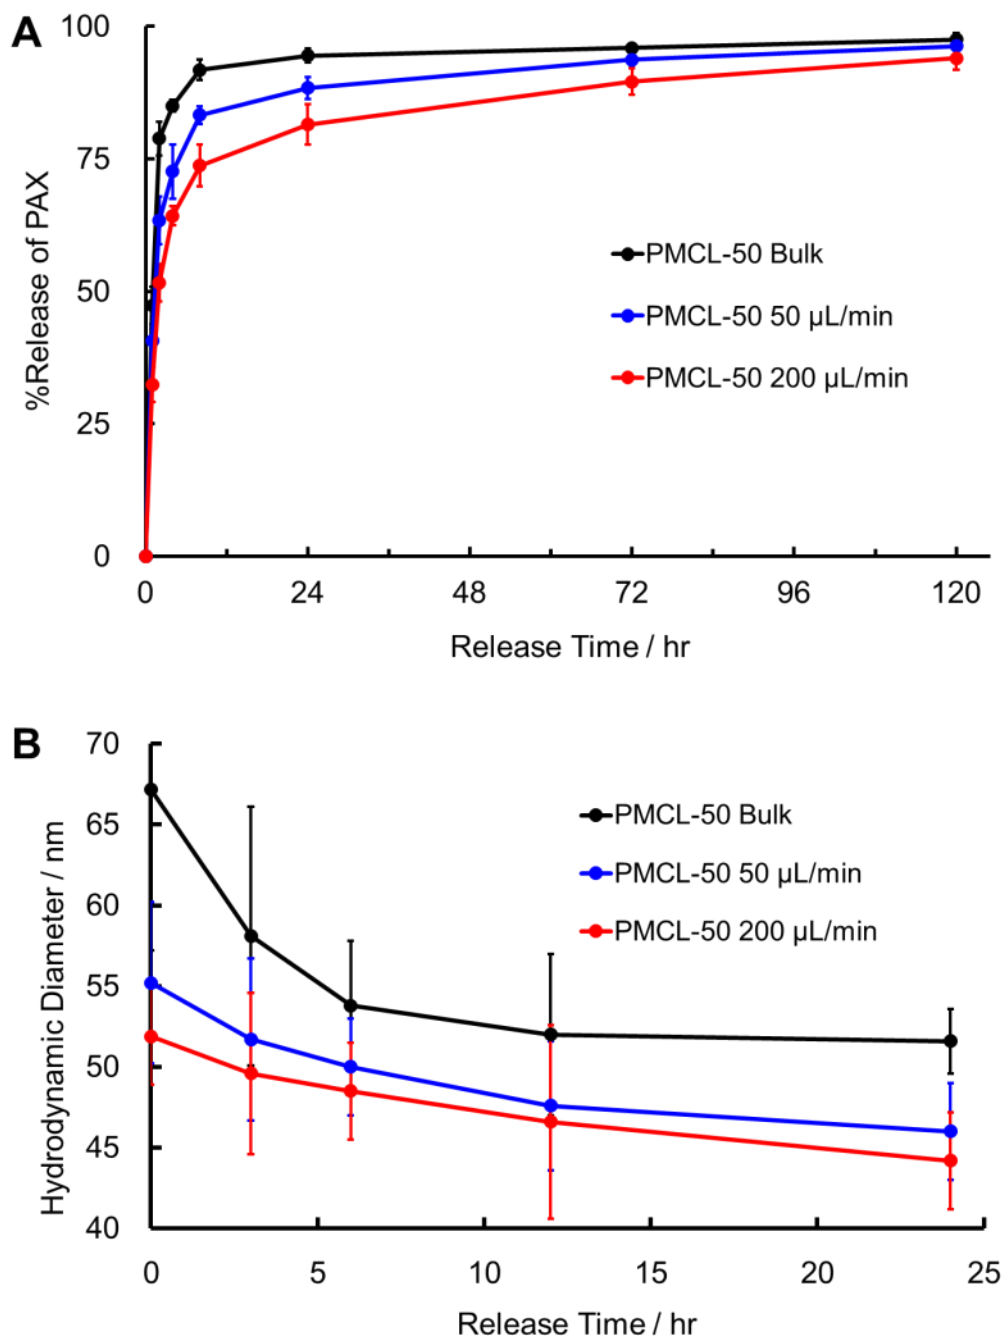 A
100
75
50
25
0
%Release of PAX
PMCL-50 Bulk
PMCL-50 50 µL/min
PMCL-50 200 µL/min
0 24 48 72 96 120
Release Time / hr
B
70
65
60
55
50
45
40
Hydrodynamic Diameter / nm
PMCL-50 Bulk
PMCL-50 50 µL/min
PMCL-50 200 µL/min
0 5 10 15 20 25
Release Time / hr